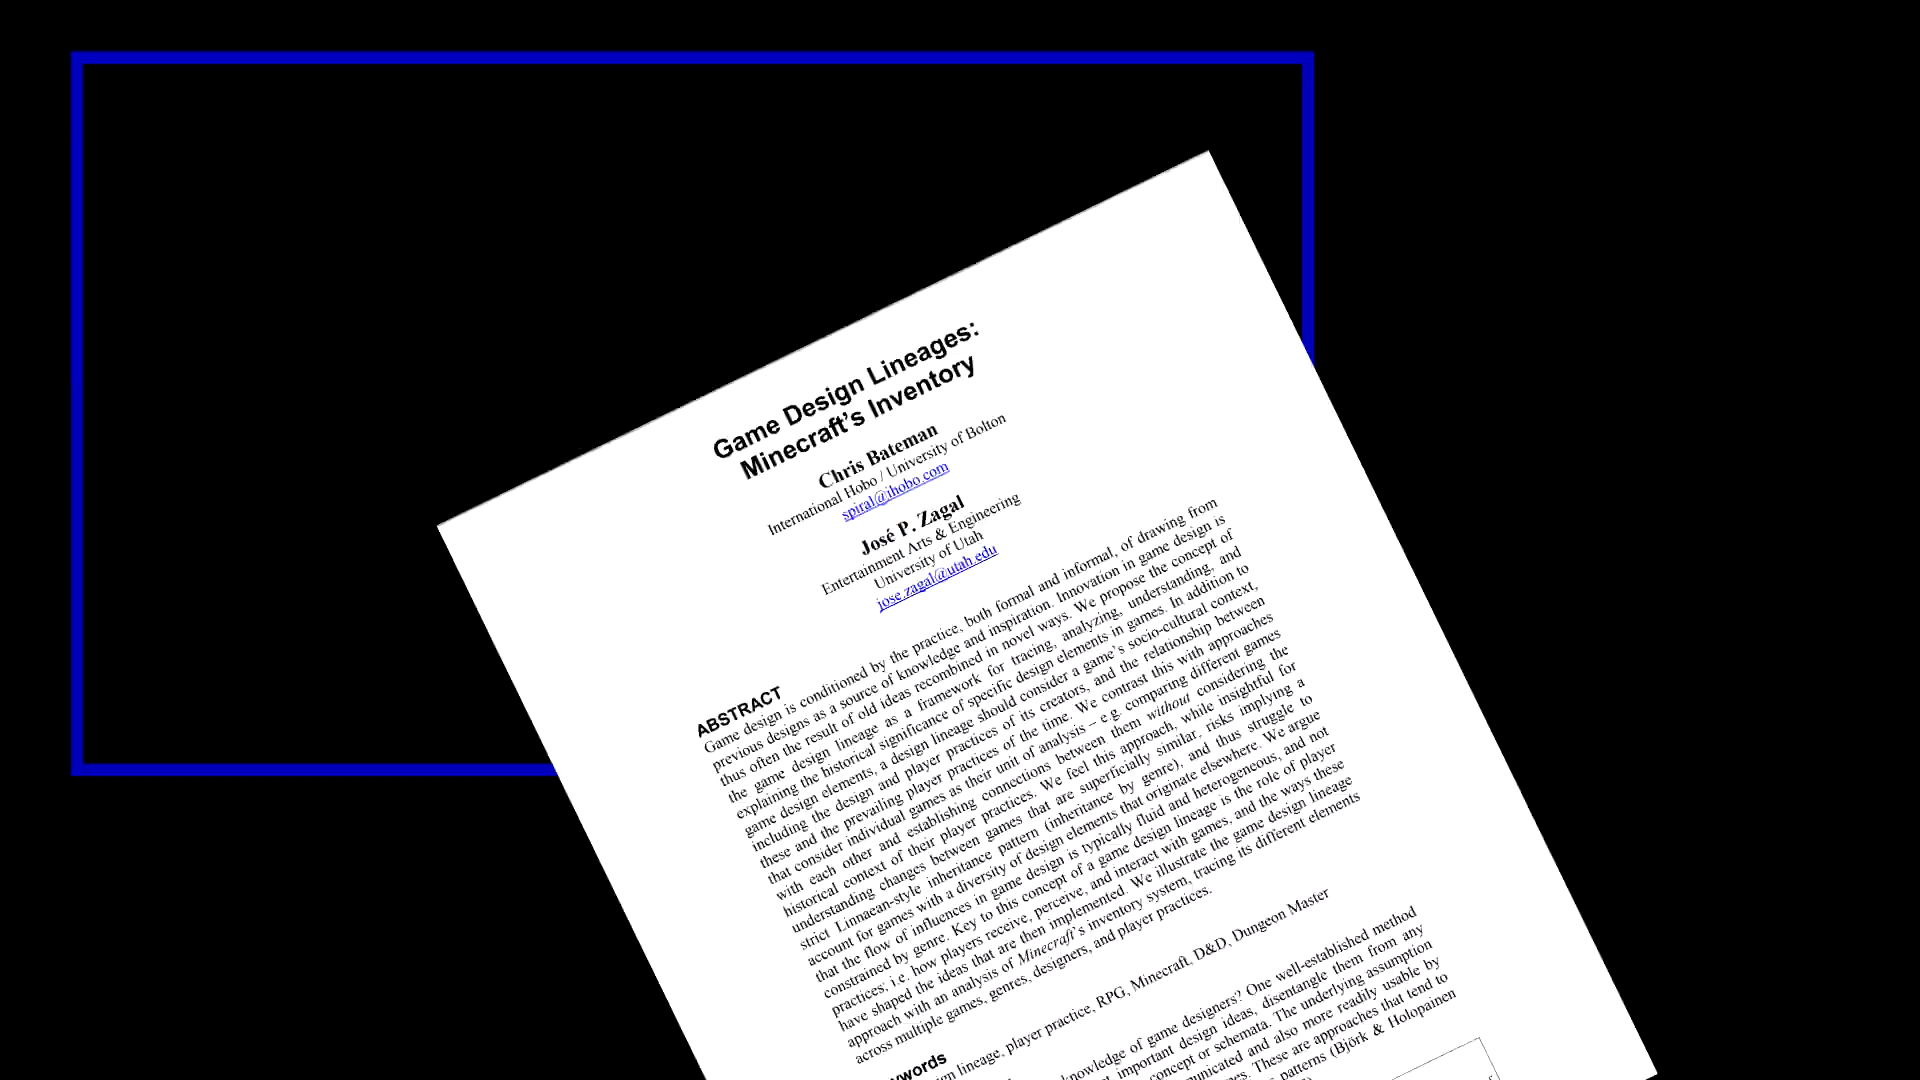 Game Design Lineages:
Minecraft's Inventory
Chris Bateman
International Hobo / University of Bolton
spiral@ihobo.com
José P. Zagal
Entertainment Arts & Engineering
University of Utah
jose.zagal@utah.edu
ABSTRACT
Game design is conditioned by the practice, both formal and informal, of drawing from
previous designs as a source of knowledge and inspiration. Innovation in game design is
thus often the result of old ideas recombined in novel ways. We propose the concept of
the game design lineage as a framework for tracing, analyzing, understanding, and
explaining the historical significance of specific design elements in games. In addition to
game design elements, a design lineage should consider a game's socio-cultural context,
including the design and player practices of its creators, and the relationship between
these and the prevailing player practices of the time. We contrast this with approaches
that consider individual games as their unit of analysis – e.g. comparing different games
with each other and establishing connections between them without considering the
historical context of their player practices. We feel this approach, while insightful for
understanding changes between games that are superficially similar, risks implying a
strict Linnaean-style inheritance pattern (inheritance by genre), and thus struggle to
account for games with a diversity of design elements that originate elsewhere. We argue
that the flow of influences in game design is typically fluid and heterogeneous, and not
constrained by genre. Key to this concept of a game design lineage is the role of player
practices; i.e. how players receive, perceive, and interact with games, and the ways these
have shaped the ideas that are then implemented. We illustrate the game design lineage
approach with an analysis of Minecraft's inventory system, tracing its different elements
across multiple games, genres, designers, and player practices.
ywords
gn lineage, player practice, RPG, Minecraft, D&D, Dungeon Master
knowledge of game designers? One well-established method
important design ideas, disentangle them from any
concept or schemata. The underlying assumption
municated and also more readily usable by
es. These are approaches that tend to
patterns (Björk & Holopainen